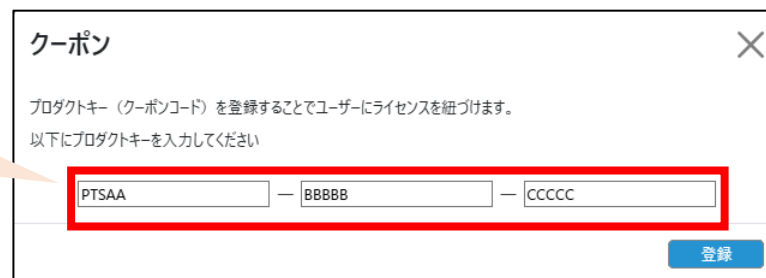 クーポン
プロダクトキー（クーポンコード）を登録することでユーザーにライセンスを紐づけます。
以下にプロダクトキーを入力してください
PTSAA — BBBBB — CCCCC
登録